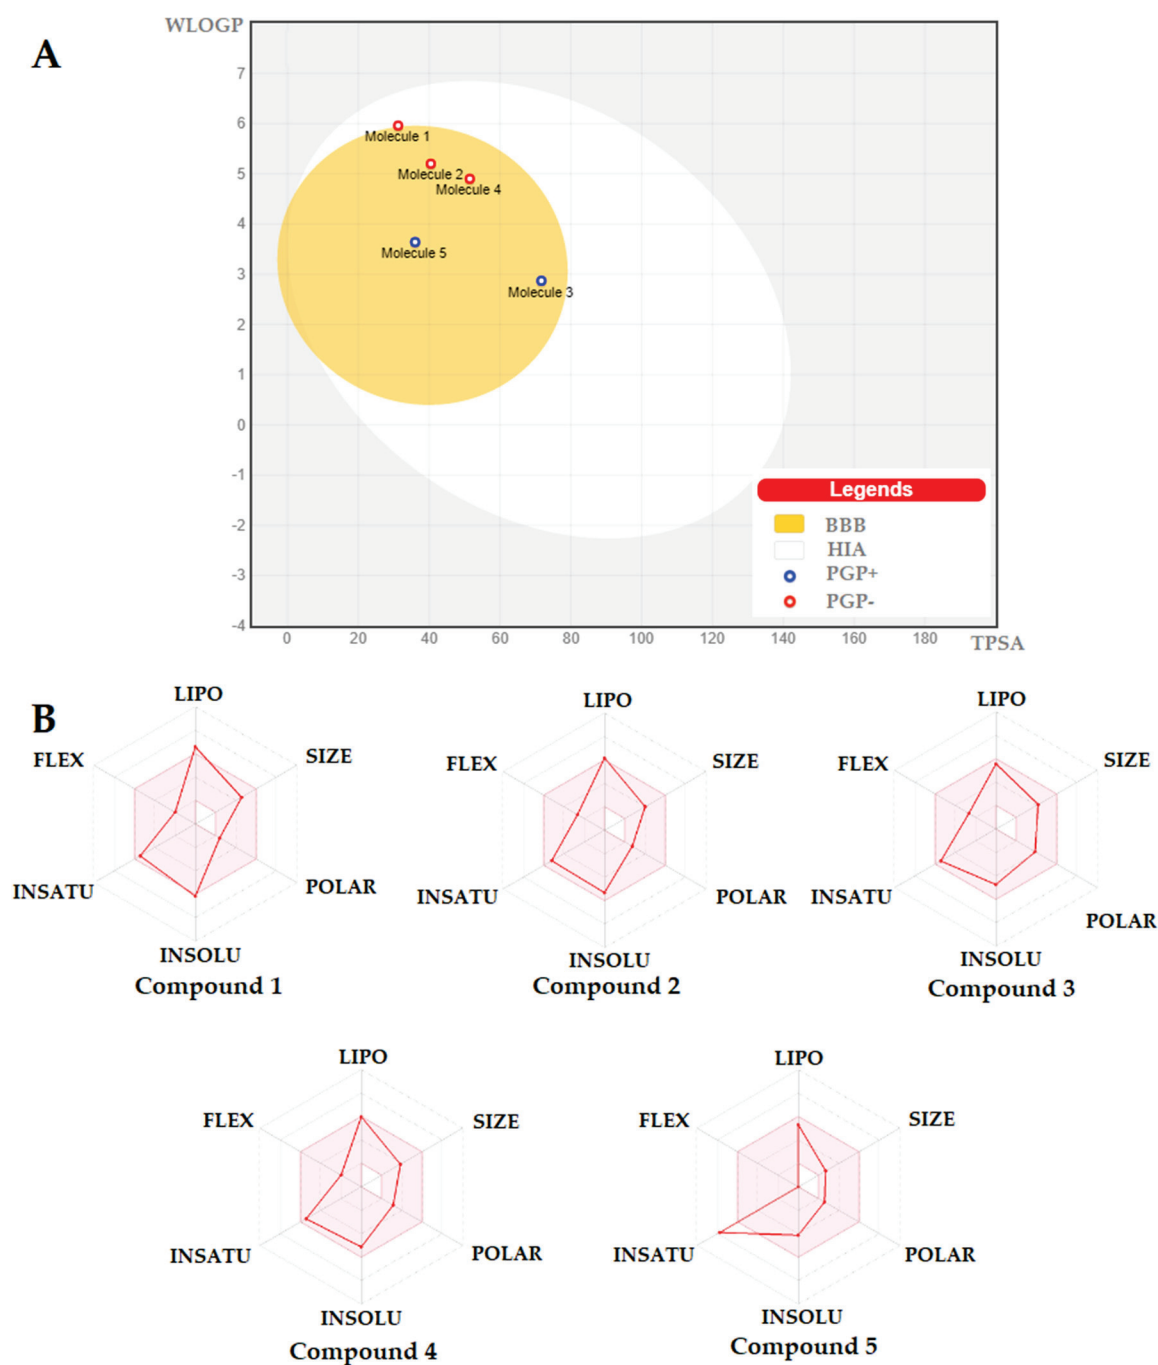 WLOGP
A
7
6
5
4
3
2
1
0
-1
-2
-3
-4
Molecule 1
Molecule 2
Molecule 4
Molecule 5
Molecule 3
Legends
BBB
HIA
PGP+
PGP-
0 20 40 60 80 100 120 140 160 180
TPSA
B
LIPO
FLEX SIZE
INSATU POLAR
INSOLU
Compound 1
LIPO
FLEX SIZE
INSATU POLAR
INSOLU
Compound 2
LIPO
FLEX SIZE
INSATU POLAR
INSOLU
Compound 3
LIPO
FLEX SIZE
INSATU POLAR
INSOLU
Compound 4
LIPO
FLEX SIZE
INSATU POLAR
INSOLU
Compound 5